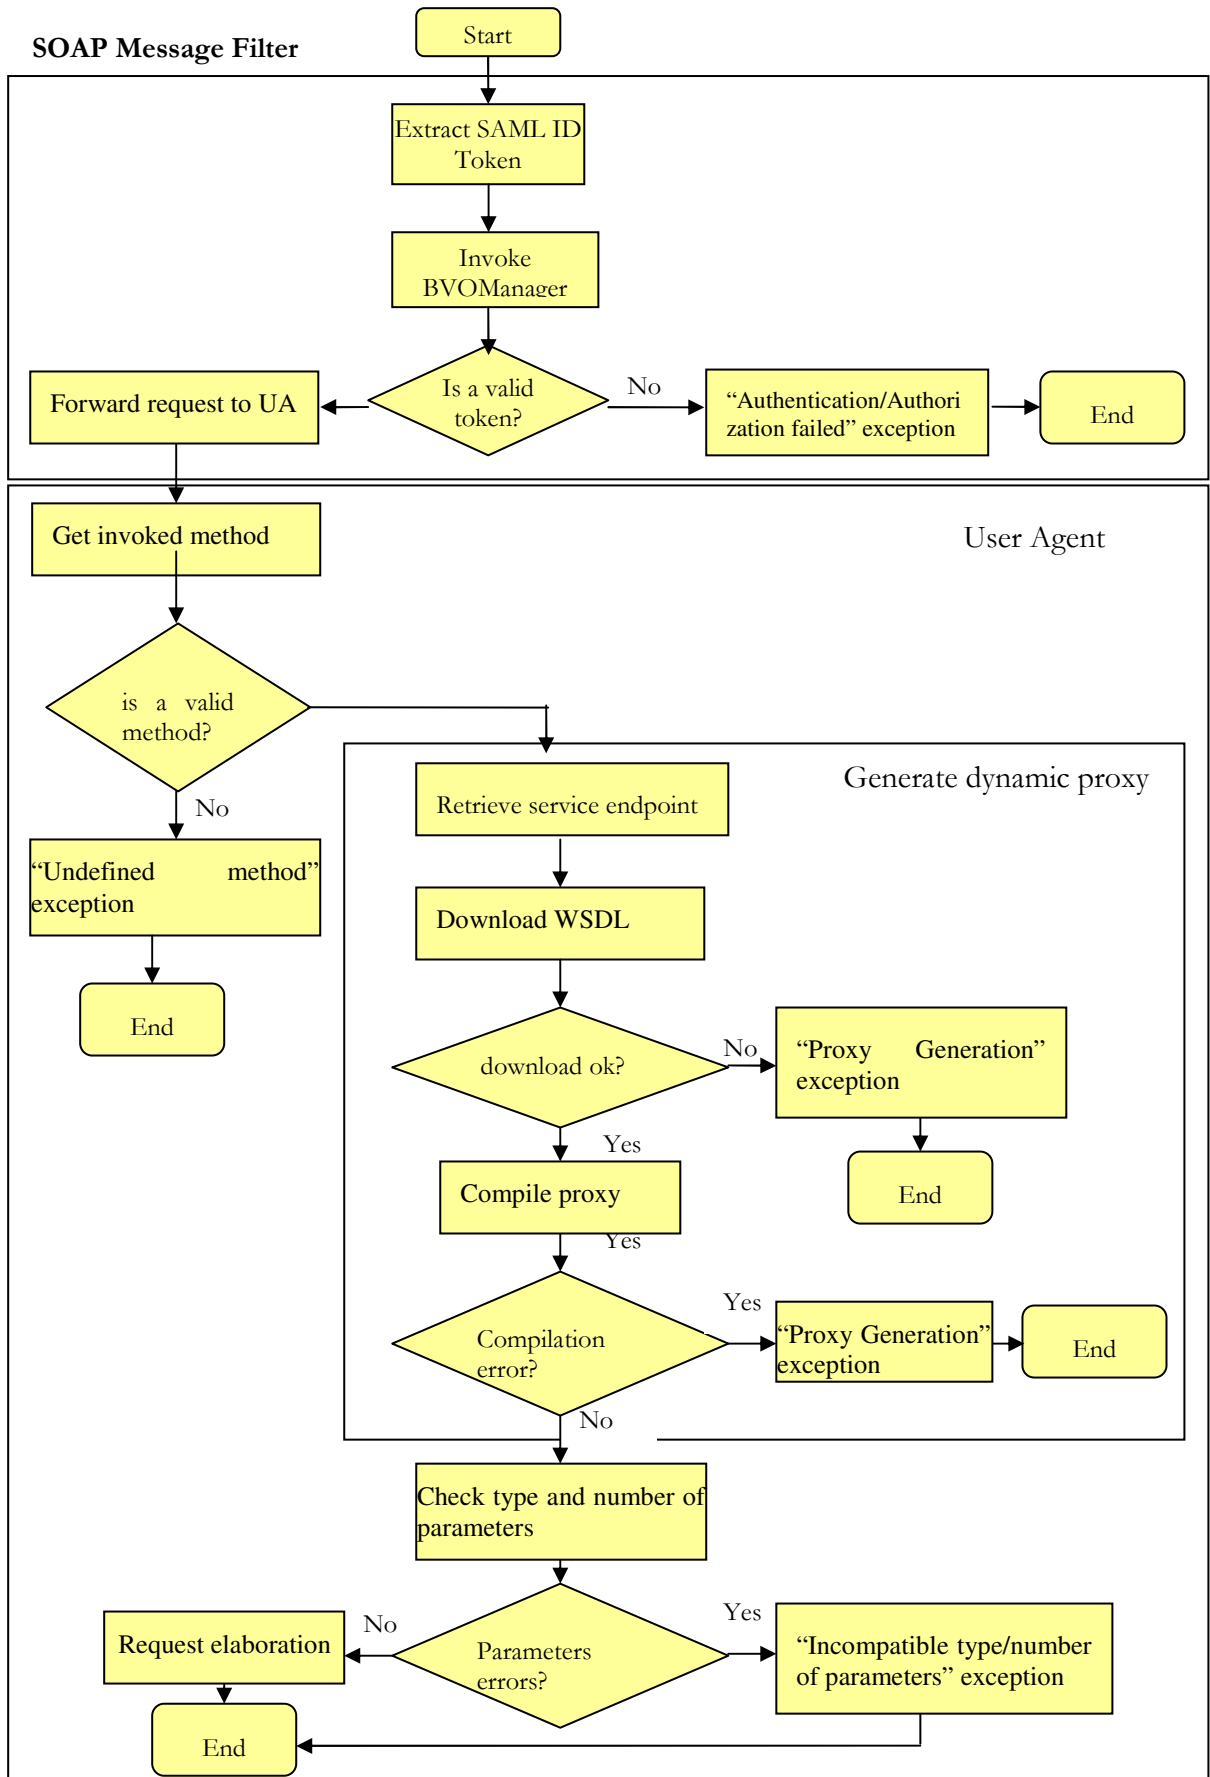 Start
SOAP Message Filter
Extract SAML ID
Token
Invoke
BVOManager
Is a valid
token?
No
Forward request to UA
“Authentication/Authori
zation failed” exception
End
Get invoked method
User Agent
is a valid
method?
No
Generate dynamic proxy
Retrieve service endpoint
“Undefined method”
exception
Download WSDL
End
download ok?
No
“Proxy Generation”
exception
Yes
Compile proxy
End
Yes
Compilation
error?
Yes
“Proxy Generation”
exception
End
No
Check type and number of
parameters
Parameters
errors?
No
Request elaboration
Yes
“Incompatible type/number
of parameters” exception
End